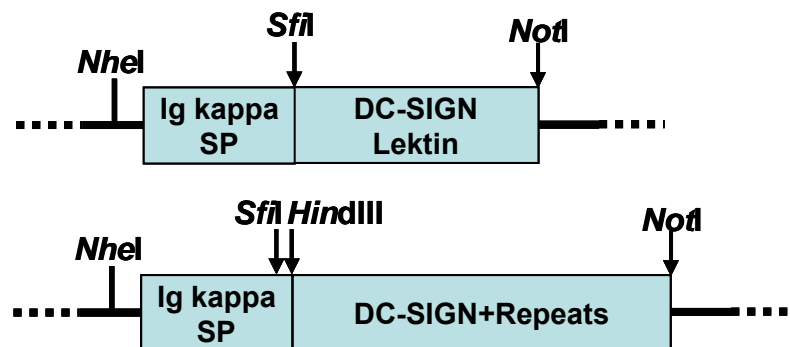 SfiI
NotI
NheI
Ig kappa
SP
DC-SIGN
Lektin
SfiI HindIII
NotI
NheI
Ig kappa
SP
DC-SIGN+Repeats